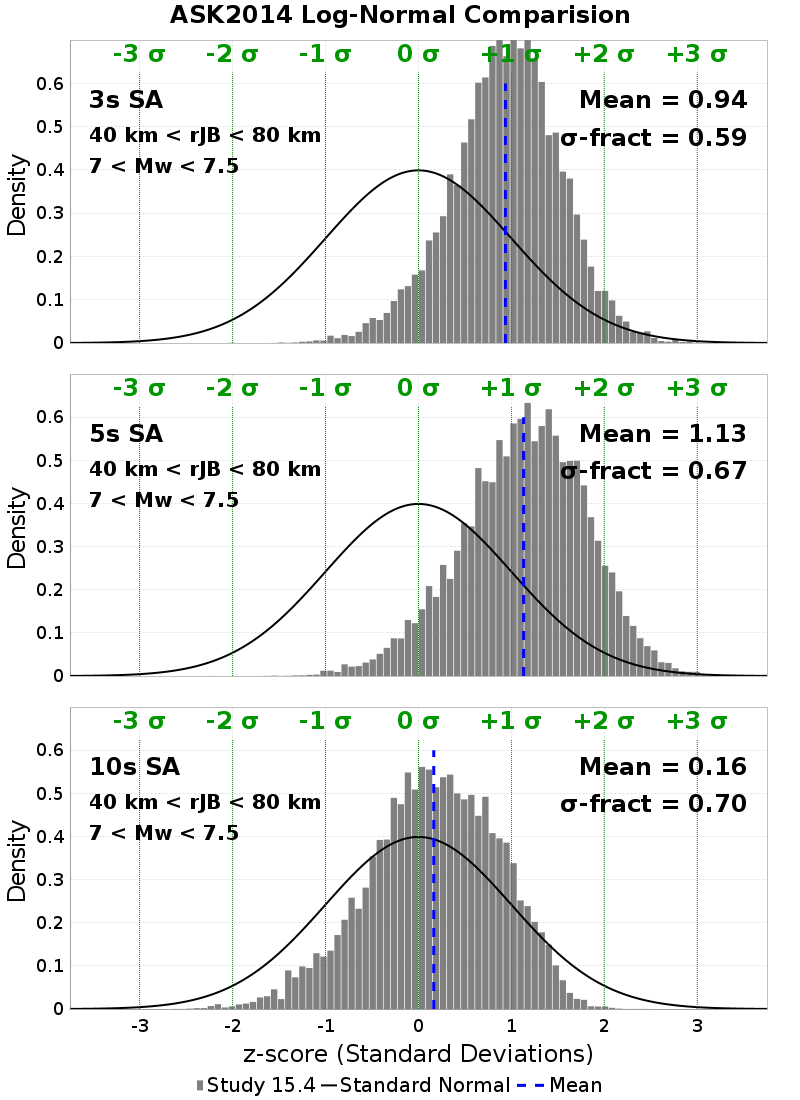 ASK2014 Log-Normal Comparision
-3 σ -2 σ -1 σ 0 σ +1 σ +2 σ +3 σ
3s SA
40 km < rJB < 80 km
7 < Mw < 7.5
Mean = 0.94
σ-fract = 0.59
Density
0.6
0.5
0.4
0.3
0.2
0.1
0
-3 σ -2 σ -1 σ 0 σ +1 σ +2 σ +3 σ
5s SA
40 km < rJB < 80 km
7 < Mw < 7.5
Mean = 1.13
σ-fract = 0.67
Density
0.6
0.5
0.4
0.3
0.2
0.1
0
-3 σ -2 σ -1 σ 0 σ +1 σ +2 σ +3 σ
10s SA
40 km < rJB < 80 km
7 < Mw < 7.5
Mean = 0.16
σ-fract = 0.70
Density
0.6
0.5
0.4
0.3
0.2
0.1
0
-3 -2 -1 0 1 2 3
z-score (Standard Deviations)
Study 15.4 Standard Normal Mean